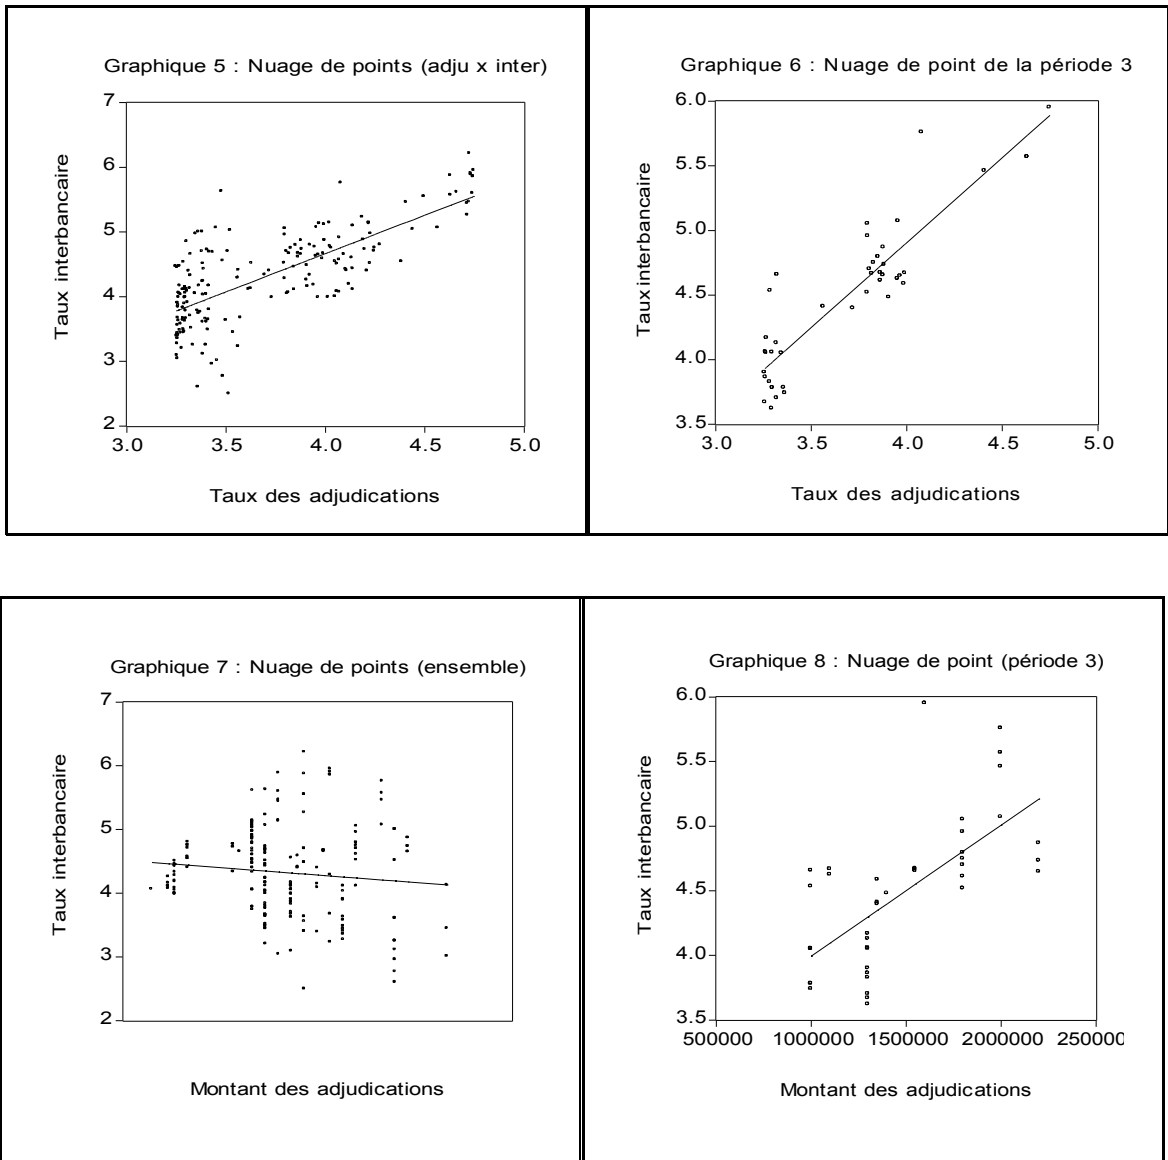 Graphique 5 : Nuage de points (adju x inter)
7
6
5
4
3
2
Taux interbancaire
3.0 3.5 4.0 4.5 5.0
Taux des adjudications
Graphique 6 : Nuage de point de la période 3
6.0
5.5
5.0
4.5
4.0
3.5
Taux interbancaire
3.0 3.5 4.0 4.5 5.0
Taux des adjudications
Graphique 7 : Nuage de points (ensemble)
7
6
5
4
3
2
Taux interbancaire
Montant des adjudications
Graphique 8 : Nuage de point (période 3)
6.0
5.5
5.0
4.5
4.0
3.5
Taux interbancaire
500000 1000000 1500000 2000000 250000
Montant des adjudications